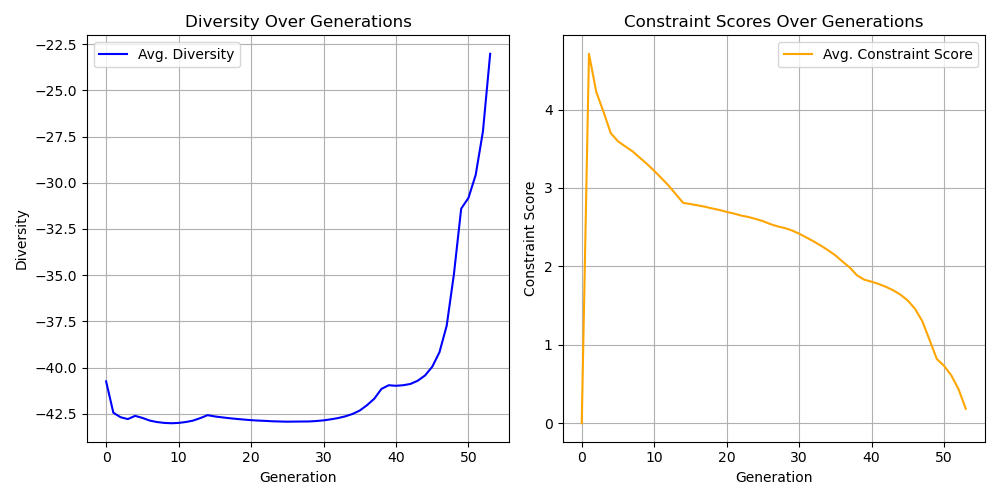 Diversity Over Generations
Avg. Diversity
−22.5
−25.0
−27.5
−30.0
−32.5
−35.0
−37.5
−40.0
−42.5
Diversity
0 10 20 30 40 50
Generation
Constraint Scores Over Generations
Avg. Constraint Score
4
3
2
1
0
Constraint Score
0 10 20 30 40 50
Generation